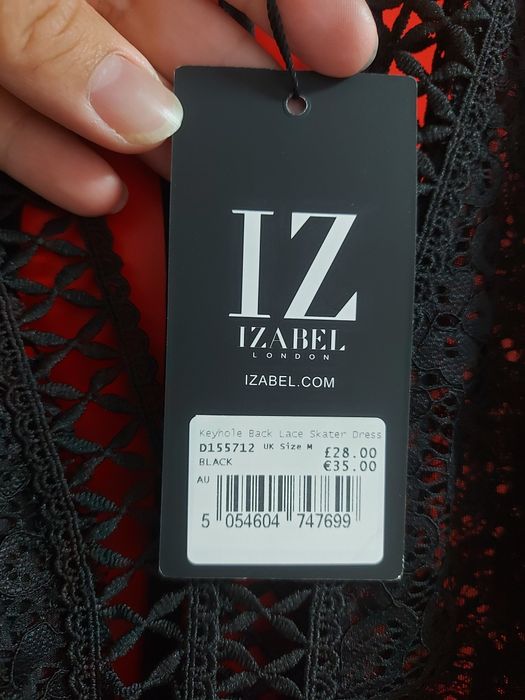 IZ
IZABEL
LONDON
IZABEL.COM
Keyhole Back Lace Skater Dress
D155712 UK Size M £28.00
BLACK €35.00
AU
5 054604 747699